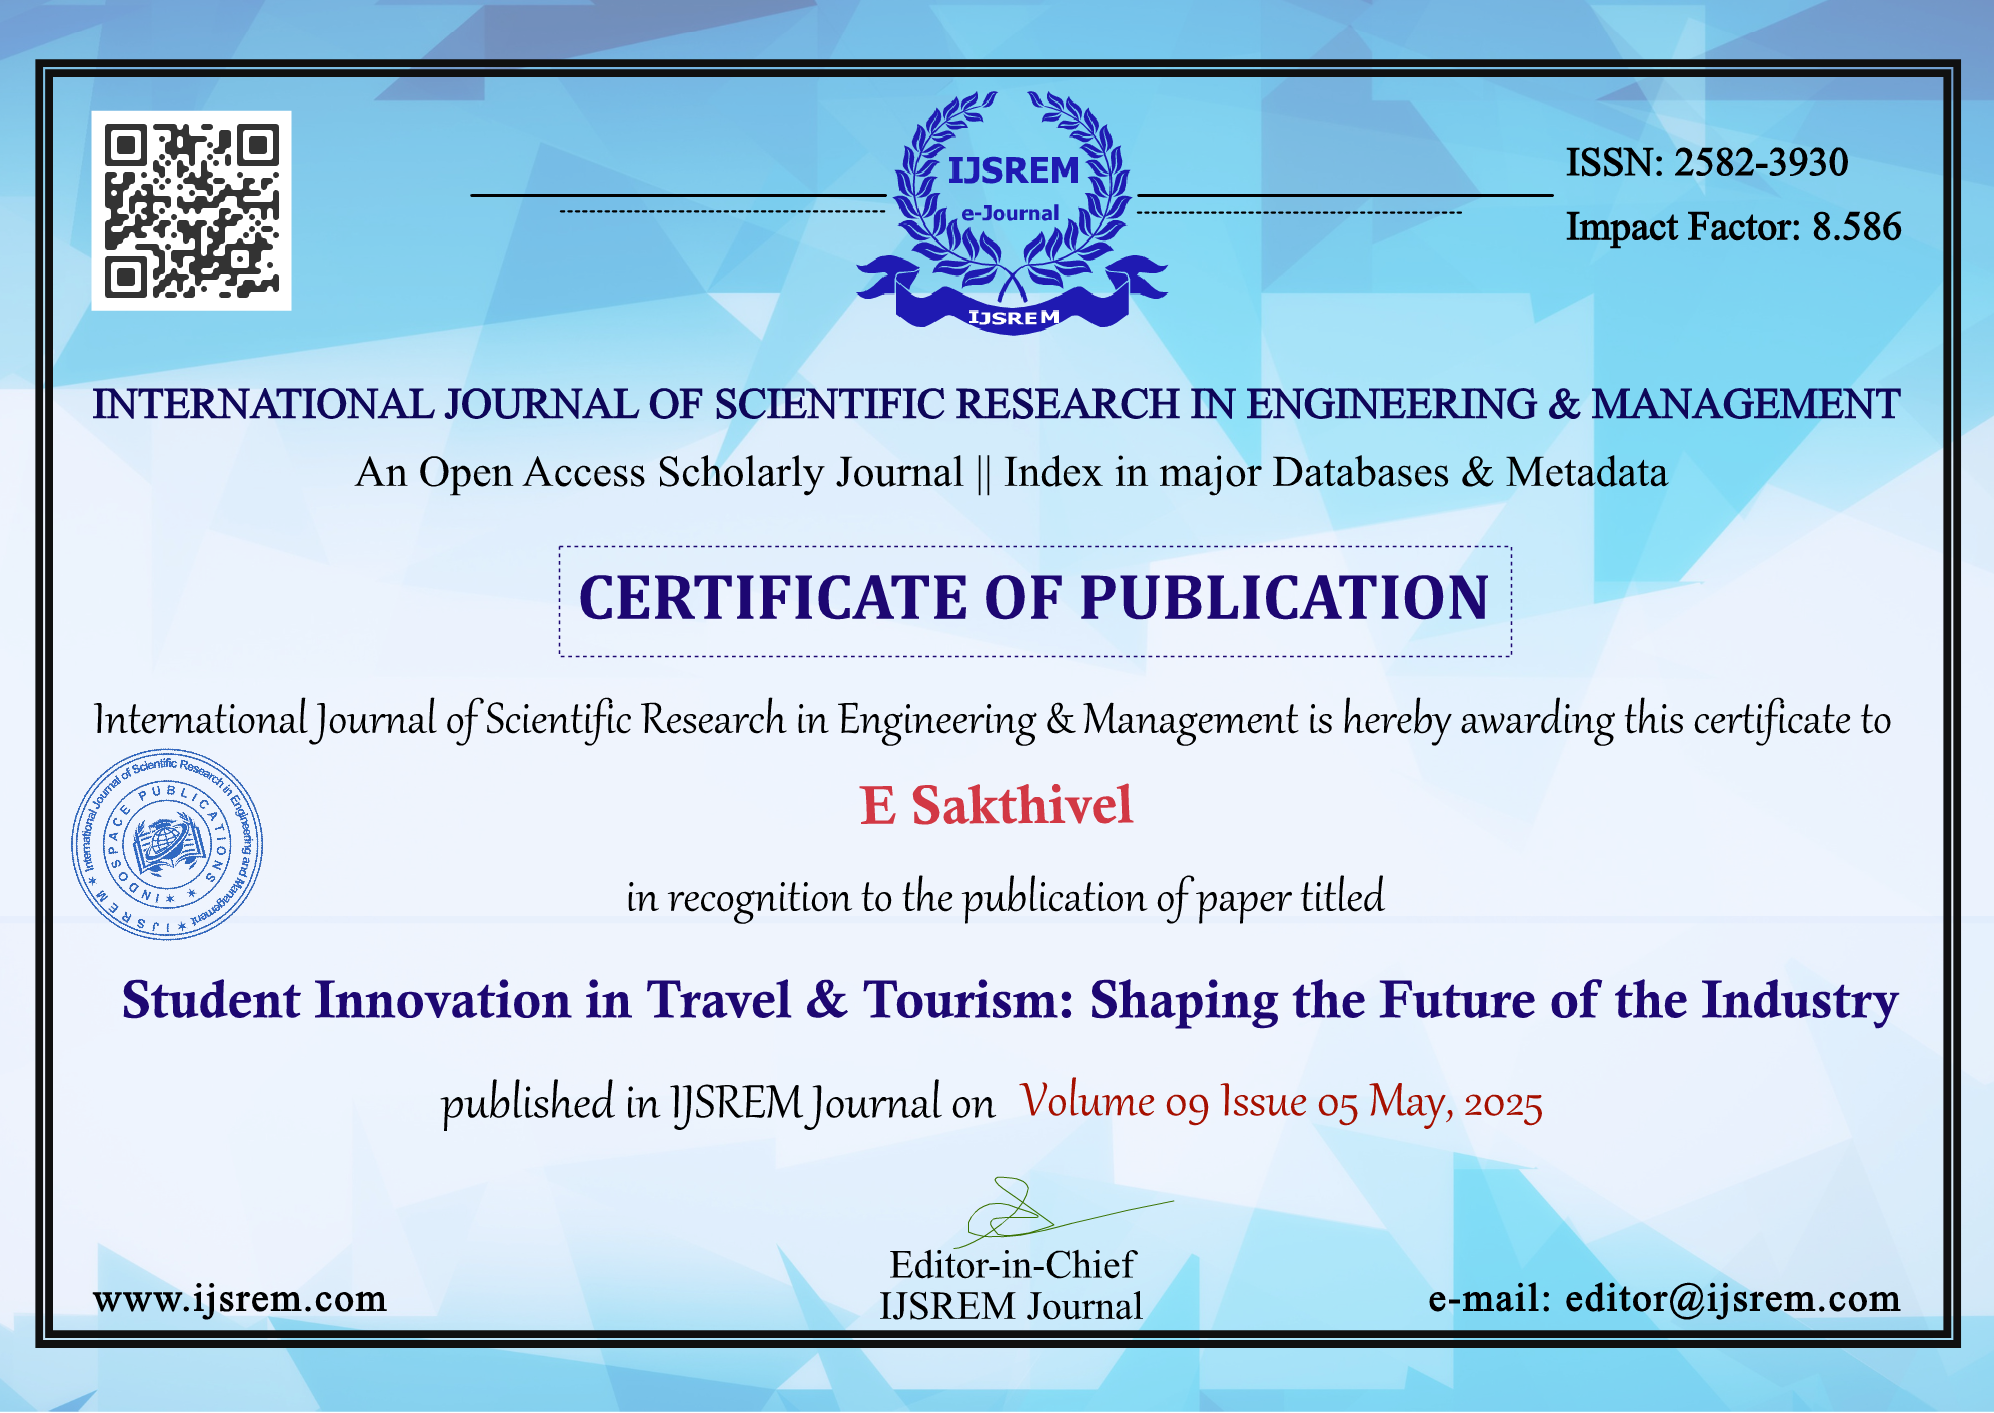 IJSREM
e-Journal
IJSREM
ISSN: 2582-3930
Impact Factor: 8.586
INTERNATIONAL JOURNAL OF SCIENTIFIC RESEARCH IN ENGINEERING & MANAGEMENT
An Open Access Scholarly Journal || Index in major Databases & Metadata
CERTIFICATE OF PUBLICATION
International Journal of Scientific Research in Engineering & Management is hereby awarding this certificate to
International Journal of Scientific Research in Engineering and Management ★ IJSREM ★
INDOSPACE PUBLICATIONS ★ ★
E Sakthivel
in recognition to the publication of paper titled
Student Innovation in Travel & Tourism: Shaping the Future of the Industry
published in IJSREM Journal on Volume 09 Issue 05 May, 2025
Editor-in-Chief
IJSREM Journal
www.ijsrem.com
e-mail: editor@ijsrem.com